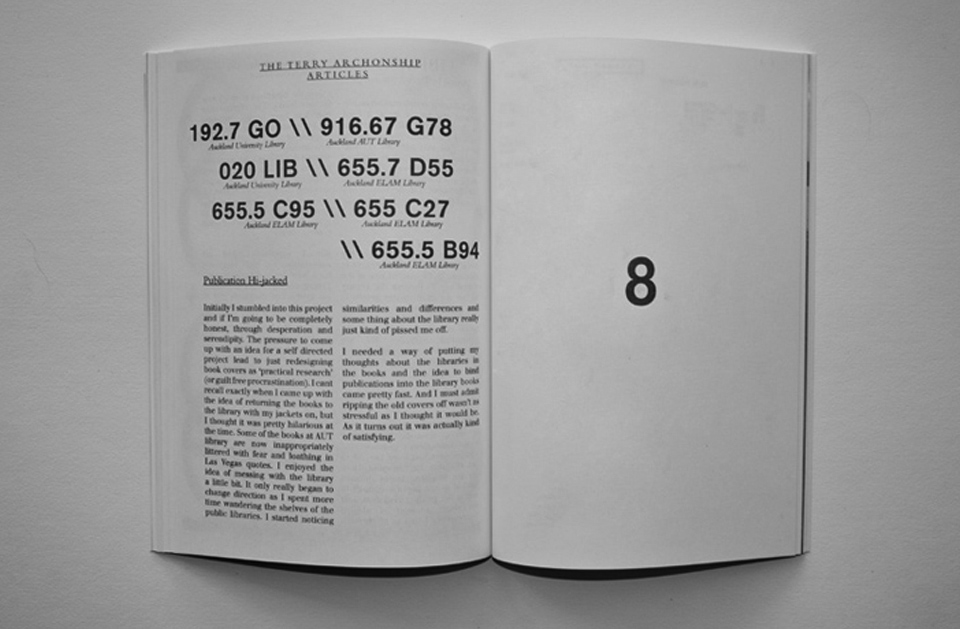 THE TERRY ARCHONSHIP
ARTICLES
192.7 GO \\ 916.67 G78
Auckland University Library Auckland AUT Library
020 LIB \\ 655.7 D55
Auckland University Library Auckland ELAM Library
655.5 C95 \\ 655 C27
Auckland ELAM Library Auckland ELAM Library
\\ 655.5 B94
Auckland ELAM Library
Publication Hi-jacked
Initially I stumbled into this project
and if I'm going to be completely
honest, through desperation and
serendipity. The pressure to come
up with an idea for a self directed
project lead to just redesigning
book covers as 'practical research'
(or guilt free procrastination). I cant
recall exactly when I came up with
the idea of returning the books to
the library with my jackets on, but
I thought it was pretty hilarious at
the time. Some of the books at AUT
library are now inappropriately
littered with fear and loathing in
Las Vegas quotes. I enjoyed the
idea of messing with the library
a little bit. It only really began to
change direction as I spent more
time wandering the shelves of the
public libraries. I started noticing
similarities and differences and
some thing about the library really
just kind of pissed me off.
I needed a way of putting my
thoughts about the libraries in
the books and the idea to bind
publications into the library books
came pretty fast. And I must admit
ripping the old covers off wasn't as
stressful as I thought it would be.
As it turns out it was actually kind
of satisfying.
8